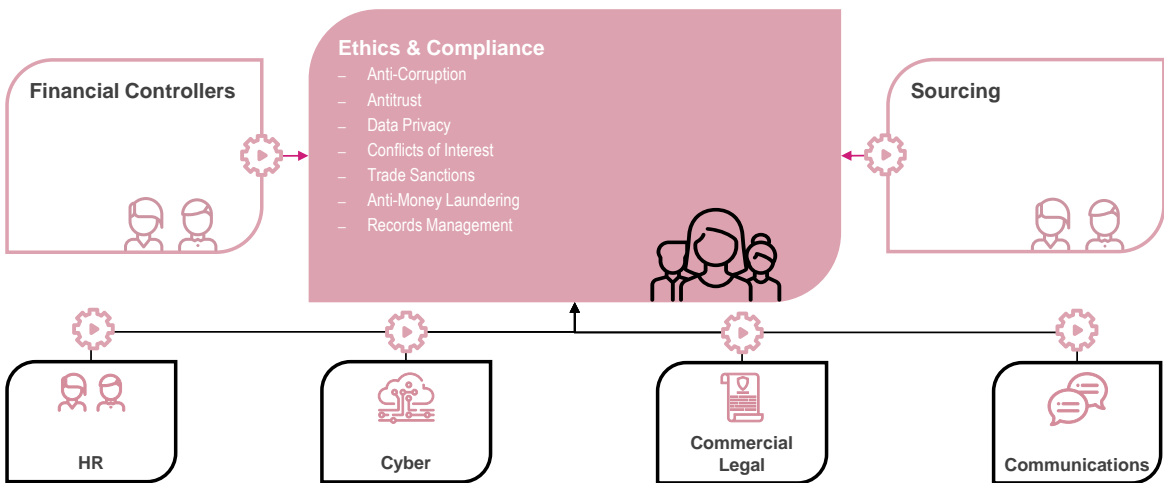 Financial Controllers
Ethics & Compliance
– Anti-Corruption
– Antitrust
– Data Privacy
– Conflicts of Interest
– Trade Sanctions
– Anti-Money Laundering
– Records Management
Sourcing
HR
Cyber
Commercial
Legal
Communications